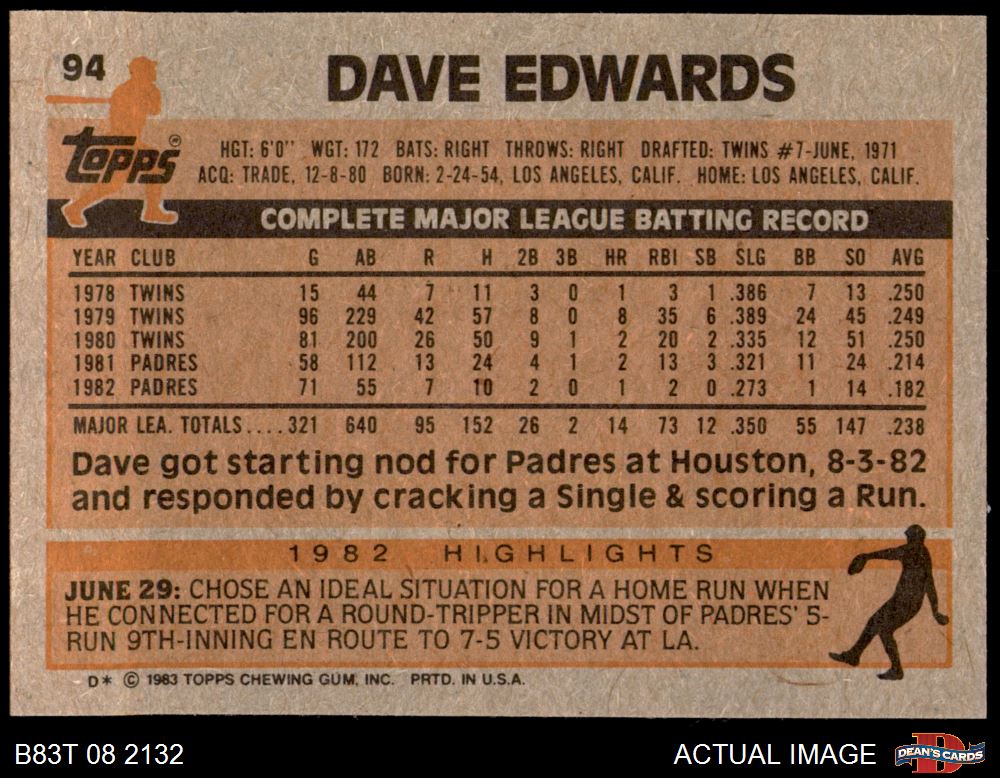 94
DAVE EDWARDS
Topps®
HGT: 6'0" WGT: 172 BATS: RIGHT THROWS: RIGHT DRAFTED: TWINS #7-JUNE, 1971
ACQ: TRADE, 12-8-80 BORN: 2-24-54, LOS ANGELES, CALIF. HOME: LOS ANGELES, CALIF.
COMPLETE MAJOR LEAGUE BATTING RECORD
YEAR CLUB G AB R H 2B 3B HR RBI SB SLG BB SO AVG
1978 TWINS 15 44 7 11 3 0 1 3 1 .386 7 13 .250
1979 TWINS 96 229 42 57 8 0 8 35 6 .389 24 45 .249
1980 TWINS 81 200 26 50 9 1 2 20 2 .335 12 51 .250
1981 PADRES 58 112 13 24 4 1 2 13 3 .321 11 24 .214
1982 PADRES 71 55 7 10 2 0 1 2 0 .273 1 14 .182
MAJOR LEA. TOTALS....321 640 95 152 26 2 14 73 12 .350 55 147 .238
Dave got starting nod for Padres at Houston, 8-3-82
and responded by cracking a Single & scoring a Run.
1982 HIGHLIGHTS
JUNE 29: CHOSE AN IDEAL SITUATION FOR A HOME RUN WHEN
HE CONNECTED FOR A ROUND-TRIPPER IN MIDST OF PADRES' 5-
RUN 9TH-INNING EN ROUTE TO 7-5 VICTORY AT LA.
D* © 1983 TOPPS CHEWING GUM, INC. PRTD. IN U.S.A.
B83T 08 2132
ACTUAL IMAGE
DEAN'S CARDS